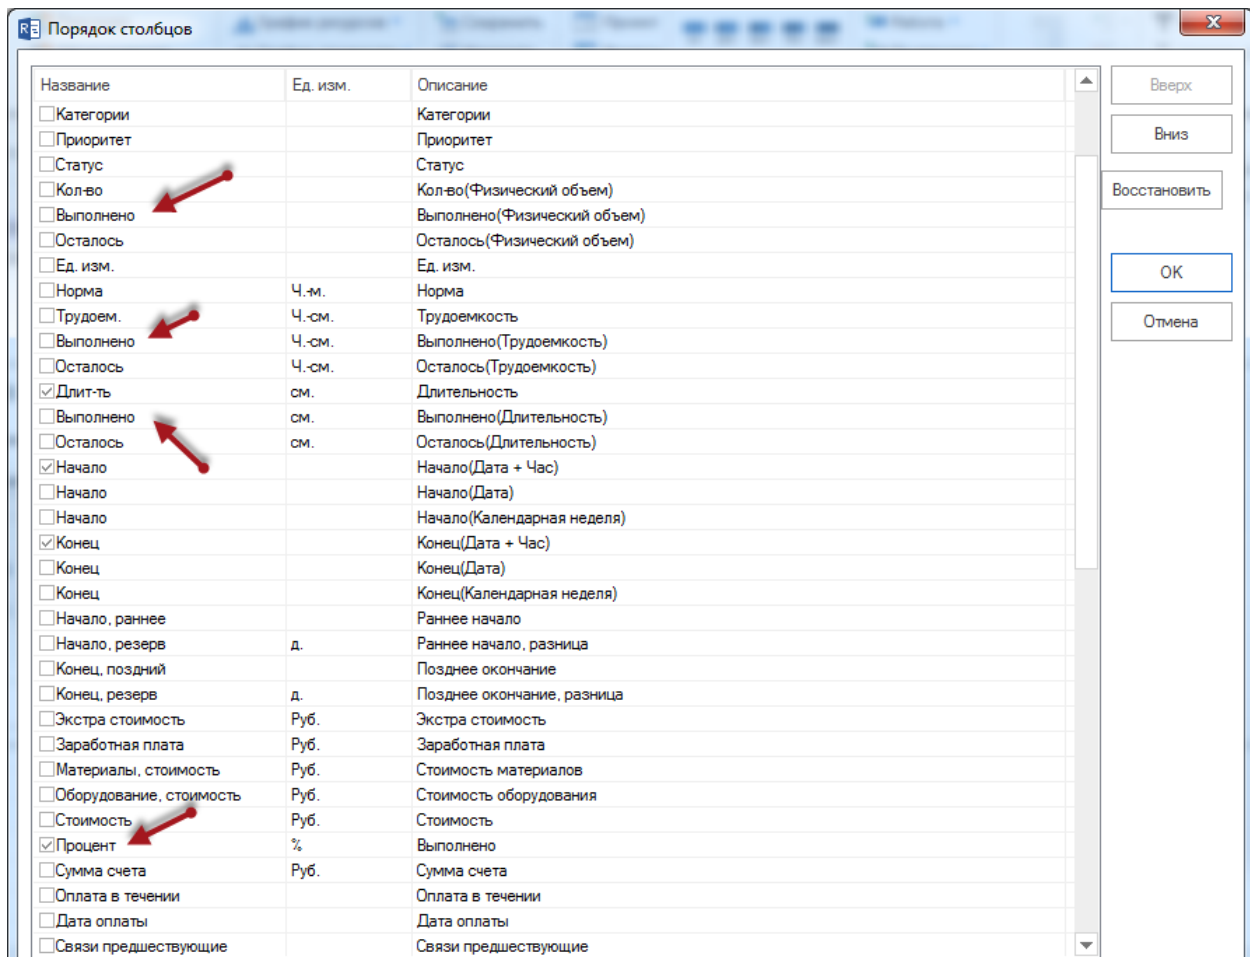 Порядок столбцов
Название Ед. изм. Описание
Категории Категории
Приоритет Приоритет
Статус Статус
Кол-во Кол-во(Физический объем)
Выполнено Выполнено(Физический объем)
Осталось Осталось(Физический объем)
Ед. изм. Ед. изм.
Норма Ч.-м. Норма
Трудоем. Ч.-см. Трудоемкость
Выполнено Ч.-см. Выполнено(Трудоемкость)
Осталось Ч.-см. Осталось(Трудоемкость)
Длит-ть см. Длительность
Выполнено см. Выполнено(Длительность)
Осталось см. Осталось(Длительность)
Начало Начало(Дата + Час)
Начало Начало(Дата)
Начало Начало(Календарная неделя)
Конец Конец(Дата + Час)
Конец Конец(Дата)
Конец Конец(Календарная неделя)
Начало, раннее Раннее начало
Начало, резерв д. Раннее начало, разница
Конец, поздний Позднее окончание
Конец, резерв д. Позднее окончание, разница
Экстра стоимость Руб. Экстра стоимость
Заработная плата Руб. Заработная плата
Материалы, стоимость Руб. Стоимость материалов
Оборудование, стоимость Руб. Стоимость оборудования
Стоимость Руб. Стоимость
Процент % Выполнено
Сумма счета Руб. Сумма счета
Оплата в течении Оплата в течении
Дата оплаты Дата оплаты
Связи предшествующие Связи предшествующие
Вверх
Вниз
Восстановить
OK
Отмена